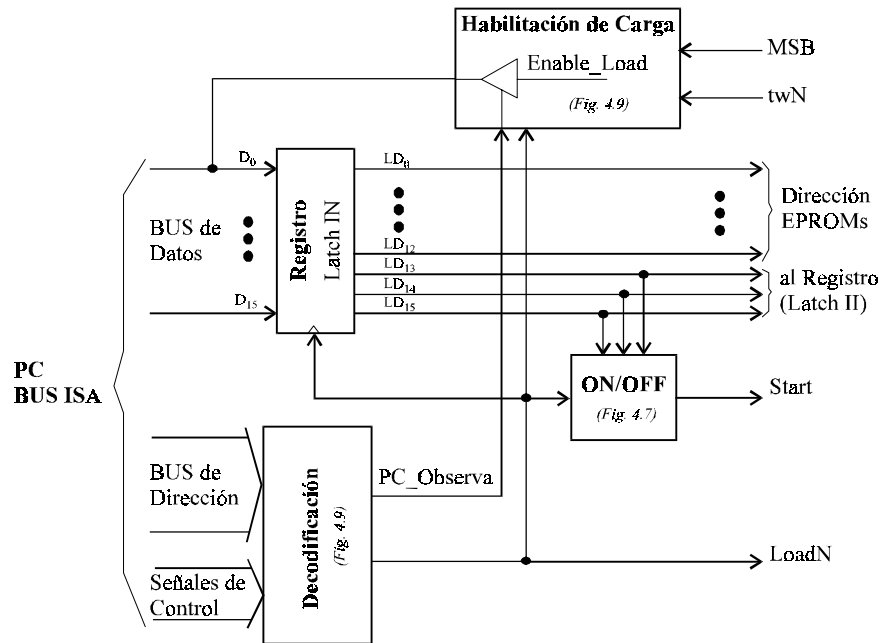 Habilitación de Carga
Enable_Load
(Fig. 4.9)
MSB
twN
D0
LD0
BUS de
Datos
Registro
Latch IN
Dirección
EPROMs
LD12
LD13
LD14
LD15
al Registro
(Latch II)
D15
PC
BUS ISA
ON/OFF
(Fig. 4.7)
Start
BUS de
Dirección
Decodificación
(Fig. 4.9)
PC_Observa
LoadN
Señales de
Control